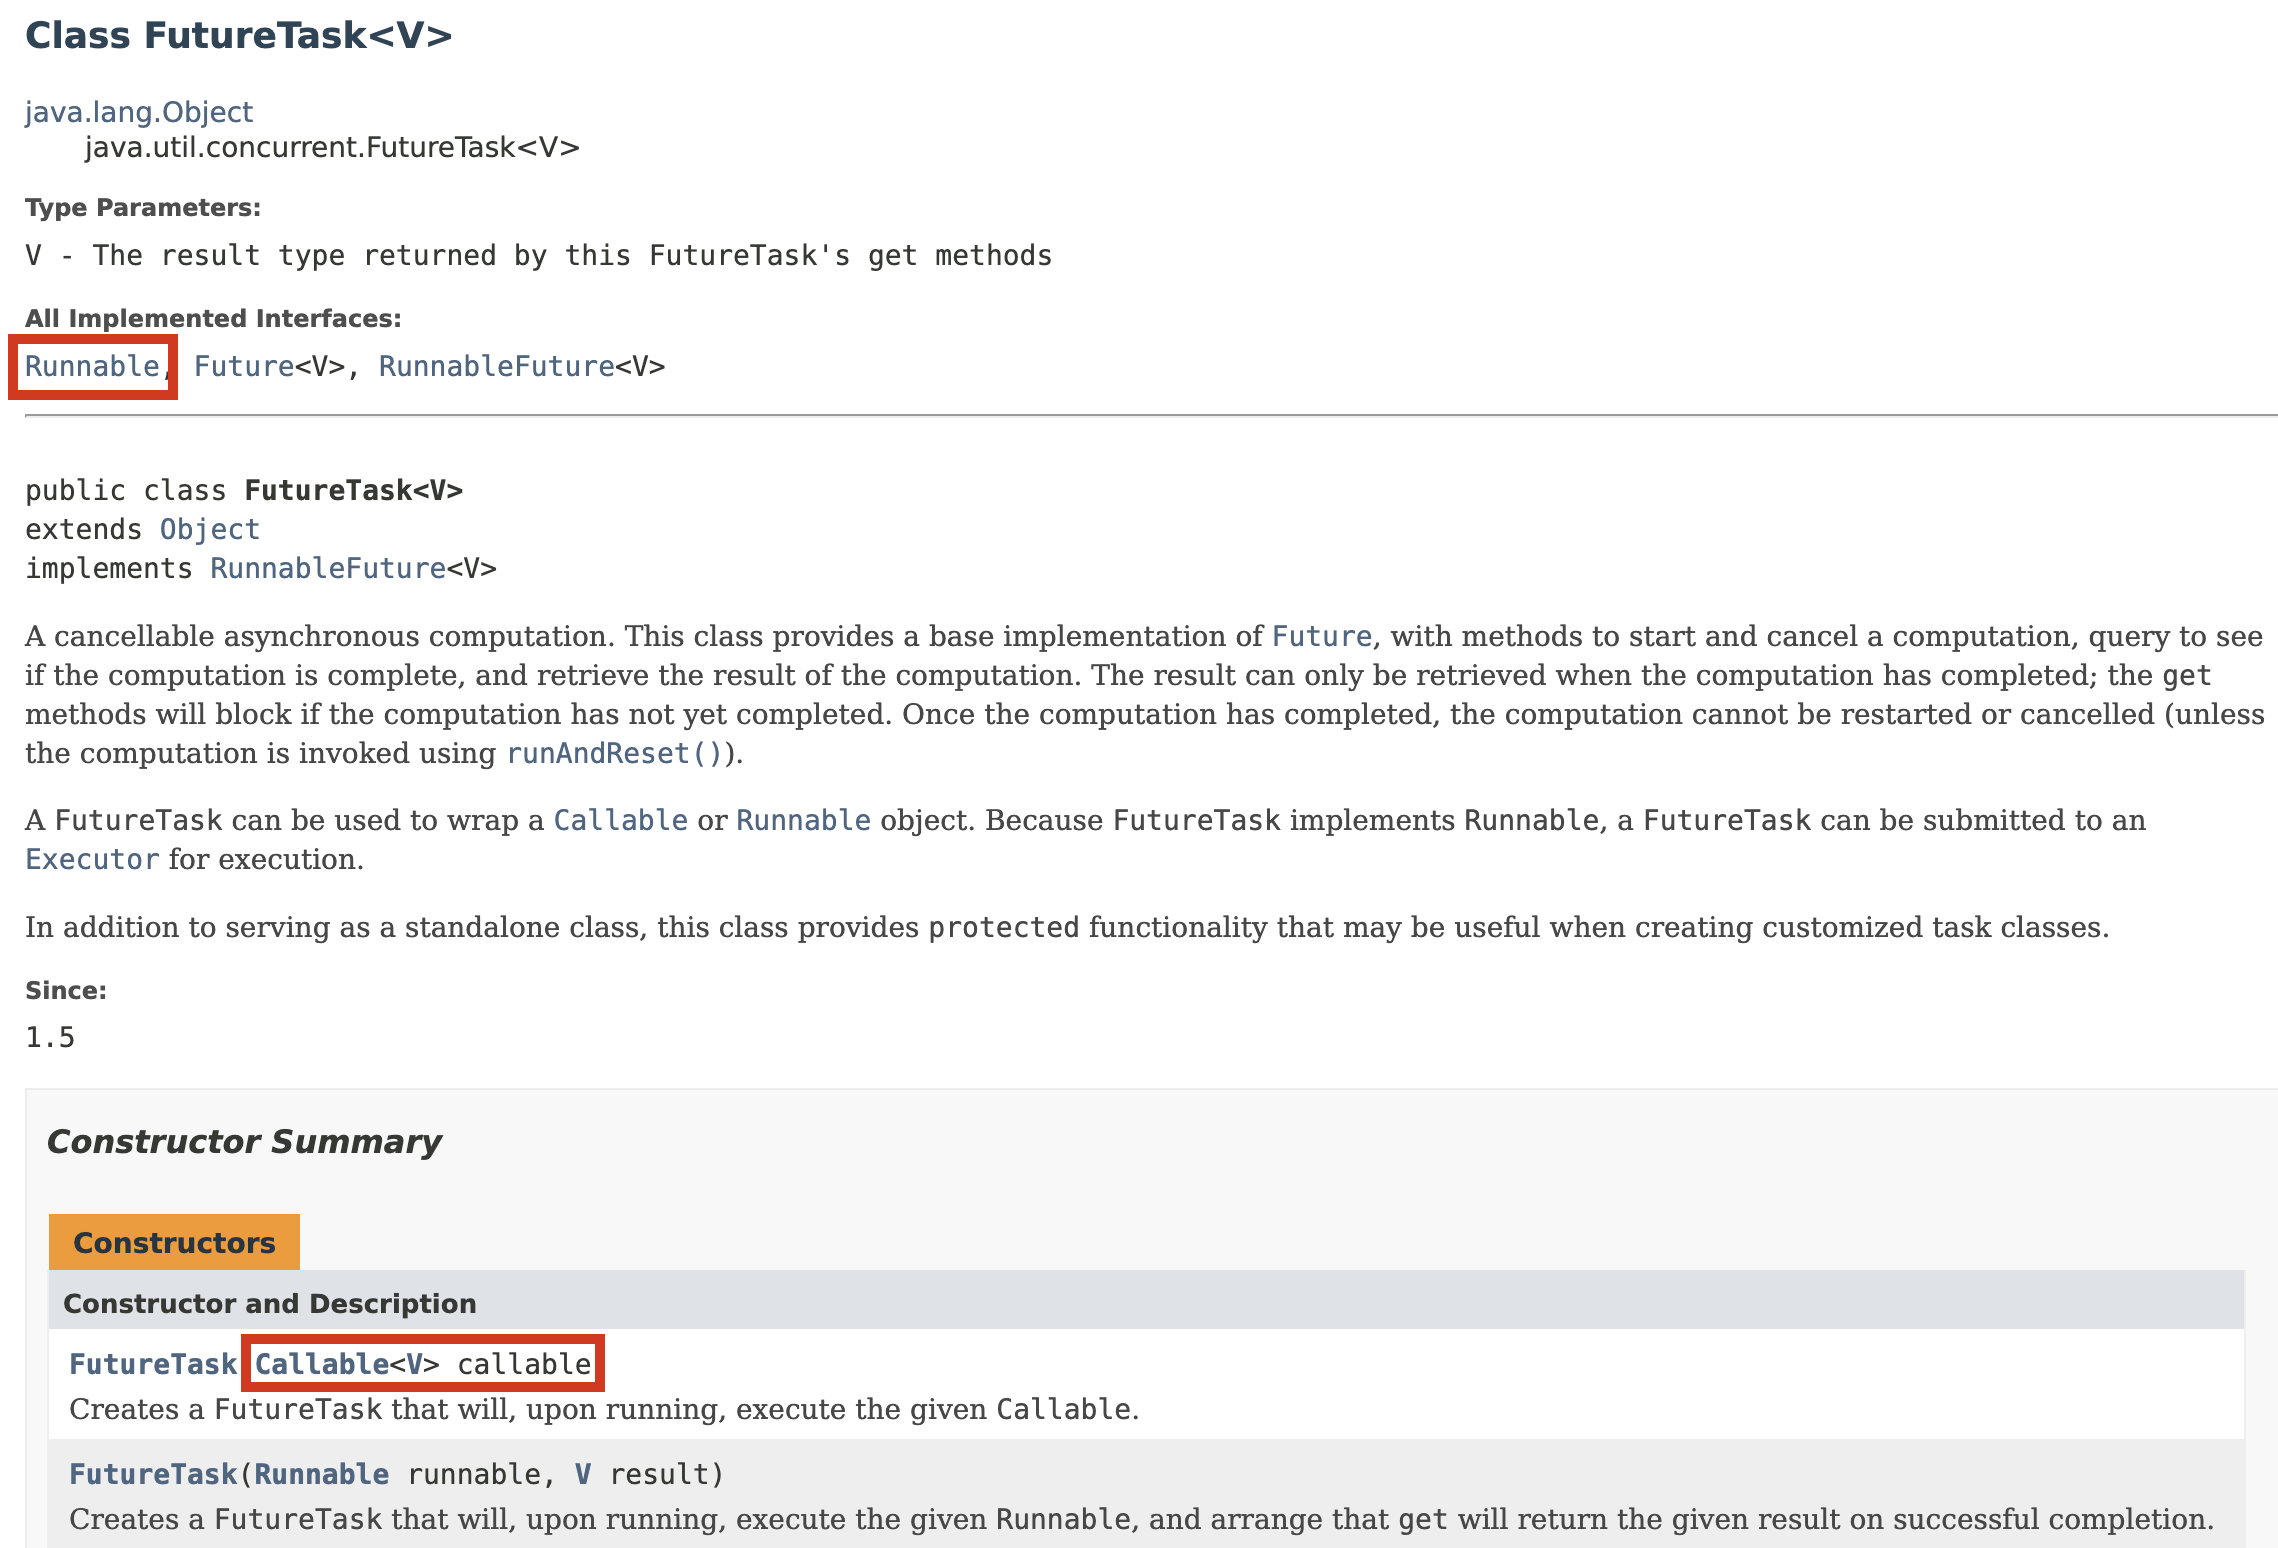 Class FutureTask<V>
java.lang.Object
java.util.concurrent.FutureTask<V>
Type Parameters:
V - The result type returned by this FutureTask's get methods
All Implemented Interfaces:
Runnable, Future<V>, RunnableFuture<V>
public class FutureTask<V>
extends Object
implements RunnableFuture<V>
A cancellable asynchronous computation. This class provides a base implementation of Future, with methods to start and cancel a computation, query to see
if the computation is complete, and retrieve the result of the computation. The result can only be retrieved when the computation has completed; the get
methods will block if the computation has not yet completed. Once the computation has completed, the computation cannot be restarted or cancelled (unless
the computation is invoked using runAndReset()).
A FutureTask can be used to wrap a Callable or Runnable object. Because FutureTask implements Runnable, a FutureTask can be submitted to an
Executor for execution.
In addition to serving as a standalone class, this class provides protected functionality that may be useful when creating customized task classes.
Since:
1.5
Constructor Summary
Constructors
Constructor and Description
FutureTask Callable<V> callable
Creates a FutureTask that will, upon running, execute the given Callable.
FutureTask(Runnable runnable, V result)
Creates a FutureTask that will, upon running, execute the given Runnable, and arrange that get will return the given result on successful completion.